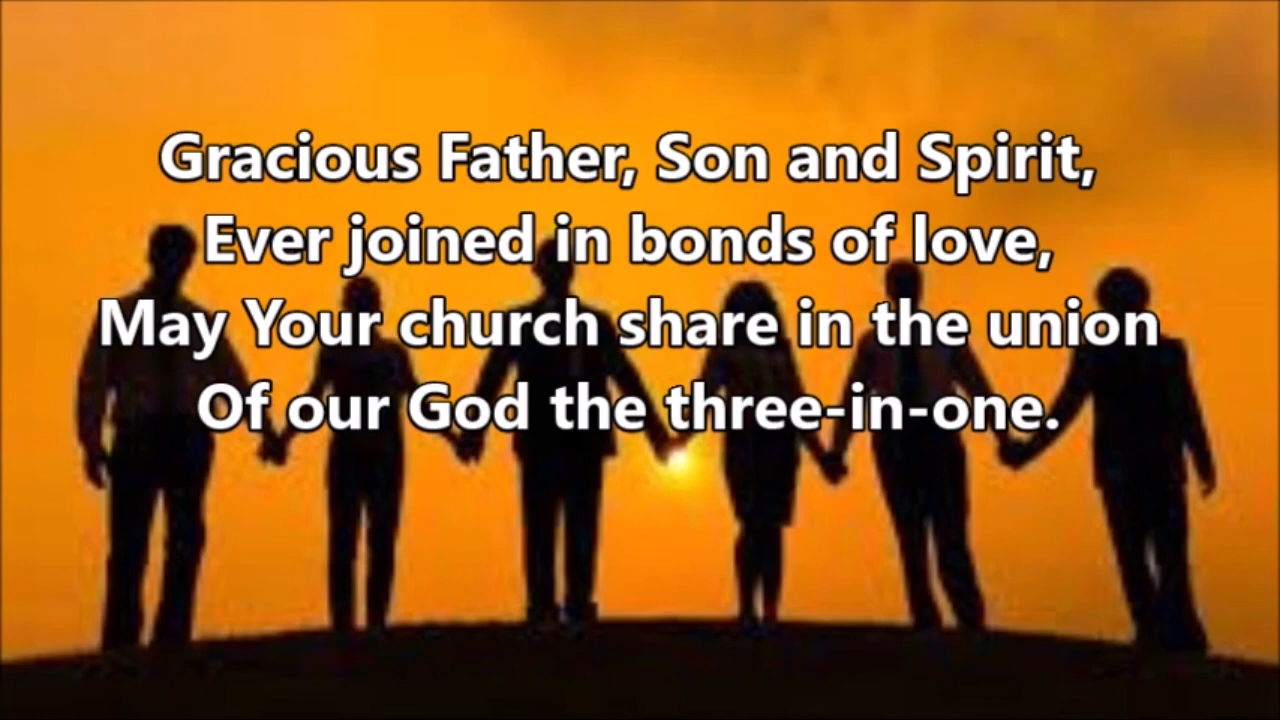 Gracious Father, Son and Spirit,
Ever joined in bonds of love,
May Your church share in the union
Of our God the three-in-one.